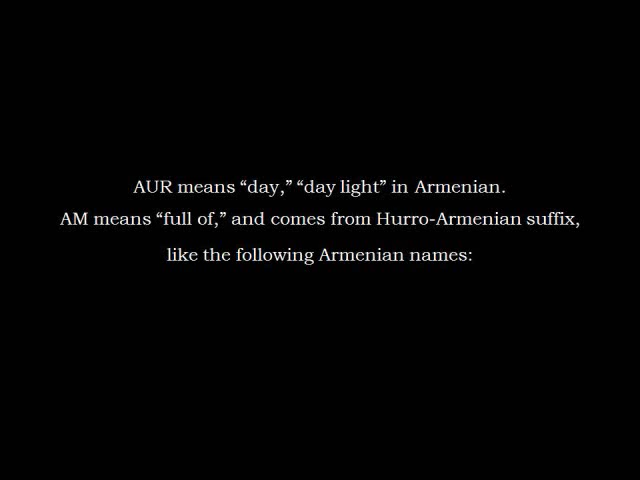 AUR means “day,” “day light” in Armenian.
AM means “full of,” and comes from Hurro-Armenian suffix,
like the following Armenian names: